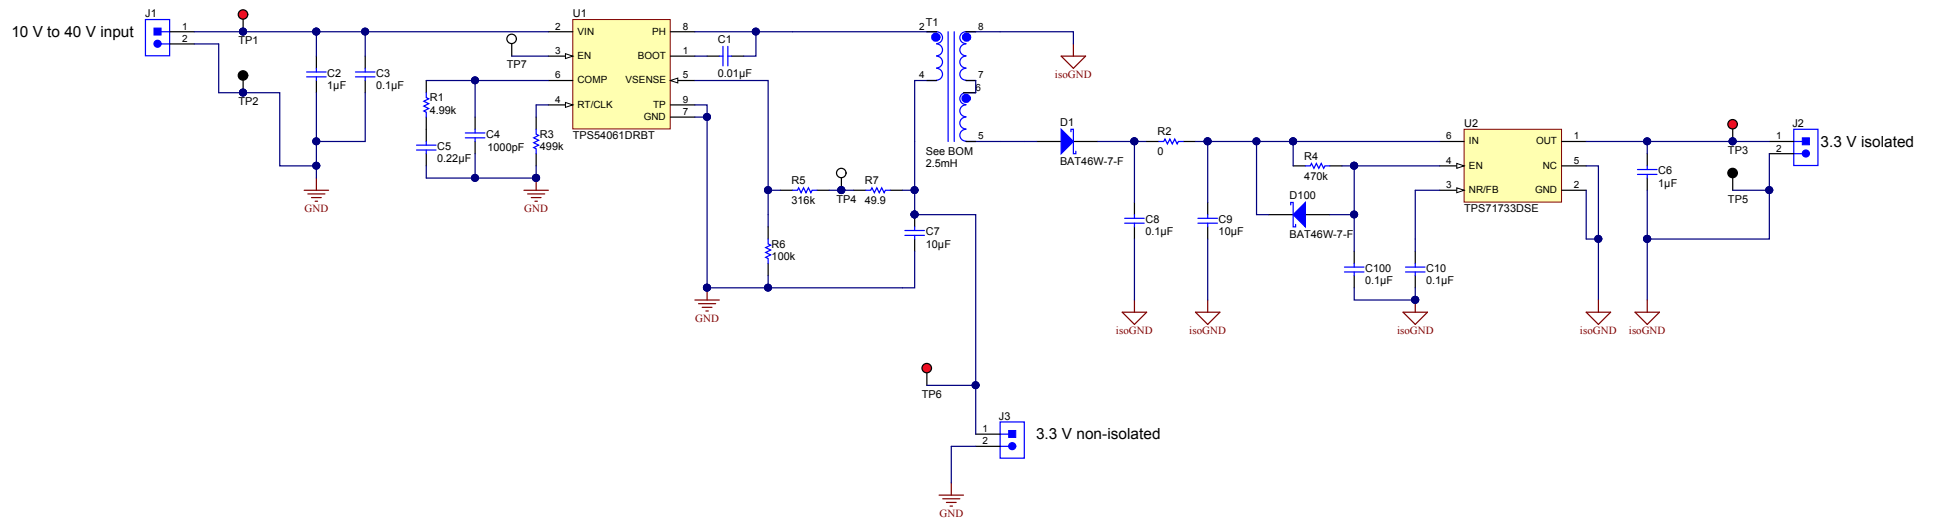 10 V to 40 V input
J1
1
2
TP1
TP2
C2
1µF
C3
0.1µF
GND
R1
4.99k
C5
0.22µF
C4
1000pF
R3
499k
GND
TP7
U1
2 VIN PH 8
3 EN BOOT 1
6 COMP VSENSE 5
4 RT/CLK TP 9
GND 7
TPS54061DRBT
C1
0.01µF
R5
316k
TP4
R7
49.9
R6
100k
C7
10µF
GND
T1
2
4
8
7
6
5
See BOM
2.5mH
isoGND
D1
BAT46W-7-F
R2
0
C8
0.1µF
isoGND
C9
10µF
isoGND
R4
470k
D100
BAT46W-7-F
C100
0.1µF
C10
0.1µF
isoGND
U2
6 IN OUT 1
4 EN NC 5
3 NR/FB GND 2
TPS71733DSE
isoGND
C6
1µF
isoGND
TP3
TP5
J2
1
2
3.3 V isolated
TP6
J3
1
2
3.3 V non-isolated
GND